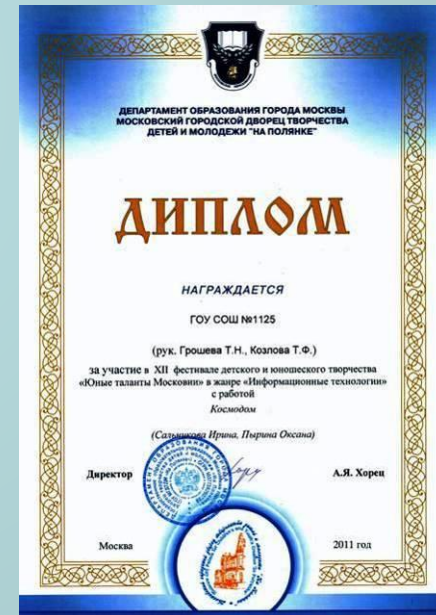 ДЕПАРТАМЕНТ ОБРАЗОВАНИЯ ГОРОДА МОСКВЫ
МОСКОВСКИЙ ГОРОДСКОЙ ДВОРЕЦ ТВОРЧЕСТВА
ДЕТЕЙ И МОЛОДЕЖИ "НА ПОЛЯНКЕ"
ДИПЛОМ
НАГРАЖДАЕТСЯ
ГОУ СОШ №1125
(рук. Грошева Т.Н., Козлова Т.Ф.)
за участие в XII фестивале детского и юношеского творчества
«Юные таланты Московии» в жанре «Информационные технологии»
с работой
Космодом
(Сальникова Ирина, Пырина Оксана)
Директор
А.Я. Хорец
Москва
2011 год